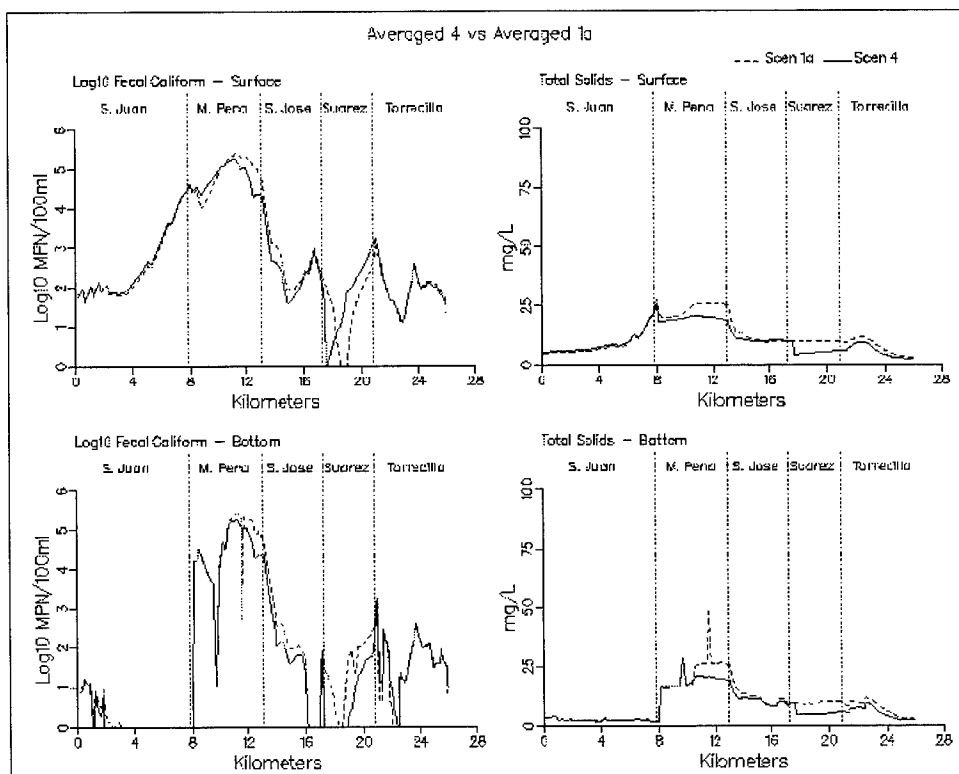 Averaged 4 vs Averaged 1a
Scen 1a
Scen 4
Log10 Fecal Caliform – Surface
S. Juan
M. Pena
S. Jose
Suarez
Torrecilla
Log10 MPN/100ml
0
1
2
3
4
5
6
0
4
8
12
16
20
24
28
Kilometers
Total Solids – Surface
S. Juan
M. Pena
S. Jose
Suarez
Torrecilla
mg/L
0
25
50
75
100
0
4
8
12
16
20
24
28
Kilometers
Log10 Fecal Caliform – Bottom
S. Juan
M. Pena
S. Jose
Suarez
Torrecilla
Log10 MPN/100ml
0
1
2
3
4
5
6
0
4
8
12
16
20
24
28
Kilometers
Total Solids – Bottom
S. Juan
M. Pena
S. Jose
Suarez
Torrecilla
mg/L
0
25
50
75
100
0
4
8
12
16
20
24
28
Kilometers